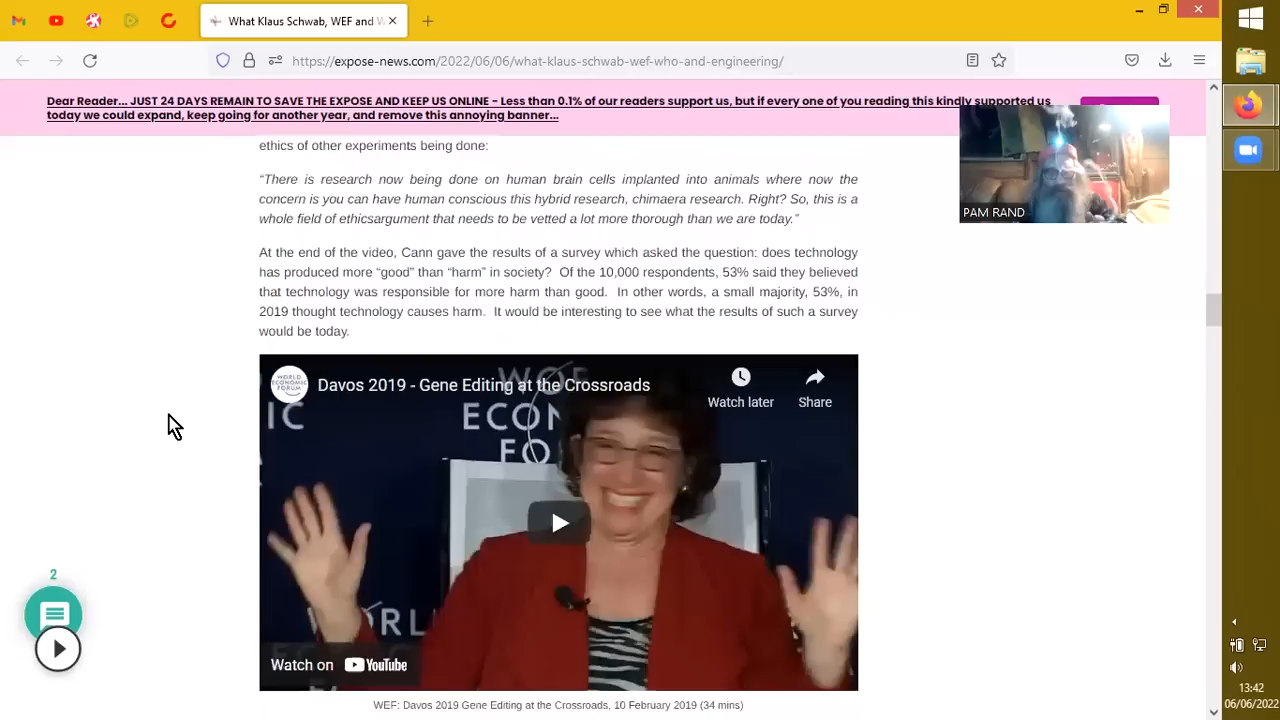 What Klaus Schwab, WEF and W
https://expose-news.com/2022/06/06/what-klaus-schwab-wef-who-and-engineering/
Dear Reader... JUST 24 DAYS REMAIN TO SAVE THE EXPOSE AND KEEP US ONLINE - Less than 0.1% of our readers support us, but if every one of you reading this kindly supported us
today we could expand, keep going for another year, and remove this annoying banner...
PAM RAND
ethics of other experiments being done:
“There is research now being done on human brain cells implanted into animals where now the
concern is you can have human conscious this hybrid research, chimaera research. Right? So, this is a
whole field of ethicsargument that needs to be vetted a lot more thorough than we are today.”
At the end of the video, Cann gave the results of a survey which asked the question: does technology
has produced more “good” than “harm” in society? Of the 10,000 respondents, 53% said they believed
that technology was responsible for more harm than good. In other words, a small majority, 53%, in
2019 thought technology causes harm. It would be interesting to see what the results of such a survey
would be today.
WORLD
ECONOMIC
FORUM
Davos 2019 - Gene Editing at the Crossroads
Watch later
Share
IC
ECONO
FO
Watch on YouTube
WEF: Davos 2019 Gene Editing at the Crossroads, 10 February 2019 (34 mins)
2
13:42
06/06/2022